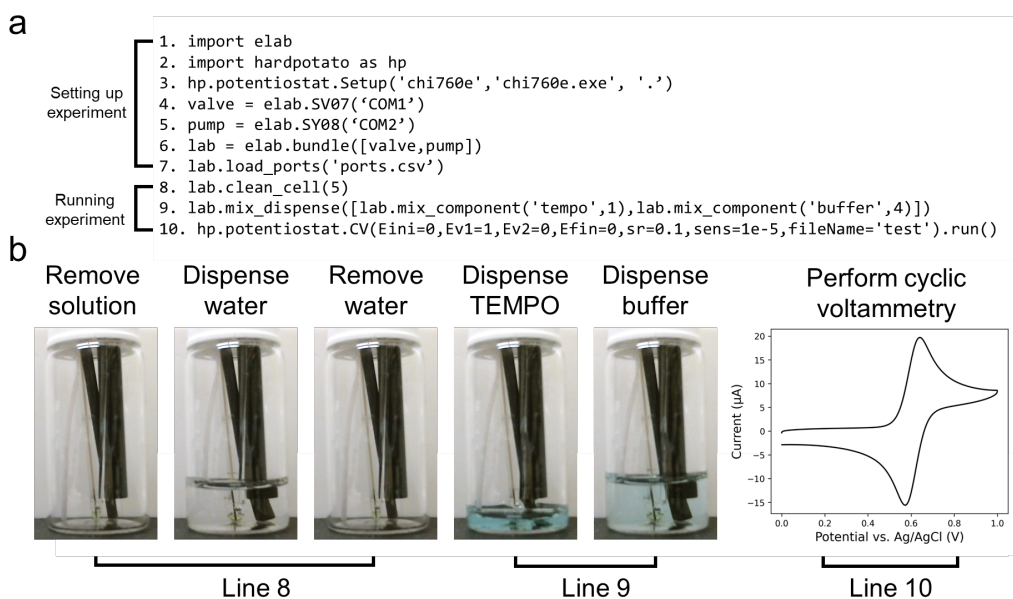 a
Setting up
experiment
1. import elab
2. import hardpotato as hp
3. hp.potentiostat.Setup('chi760e','chi760e.exe', '.’)
4. valve = elab.SV07(‘COM1’)
5. pump = elab.SY08(‘COM2’)
6. lab = elab.bundle([valve,pump])
7. lab.load_ports('ports.csv’)
Running
experiment
8. lab.clean_cell(5)
9. lab.mix_dispense([lab.mix_component('tempo',1),lab.mix_component('buffer',4)])
10. hp.potentiostat.CV(Eini=0,Ev1=1,Ev2=0,Efin=0,sr=0.1,sens=1e-5,fileName='test').run()
b
Remove
solution
Dispense
water
Remove
water
Dispense
TEMPO
Dispense
buffer
Perform cyclic
voltammetry
Current (μA)
20
15
10
5
0
−5
−10
−15
0.0 0.2 0.4 0.6 0.8 1.0
Potential vs. Ag/AgCl (V)
Line 8
Line 9
Line 10